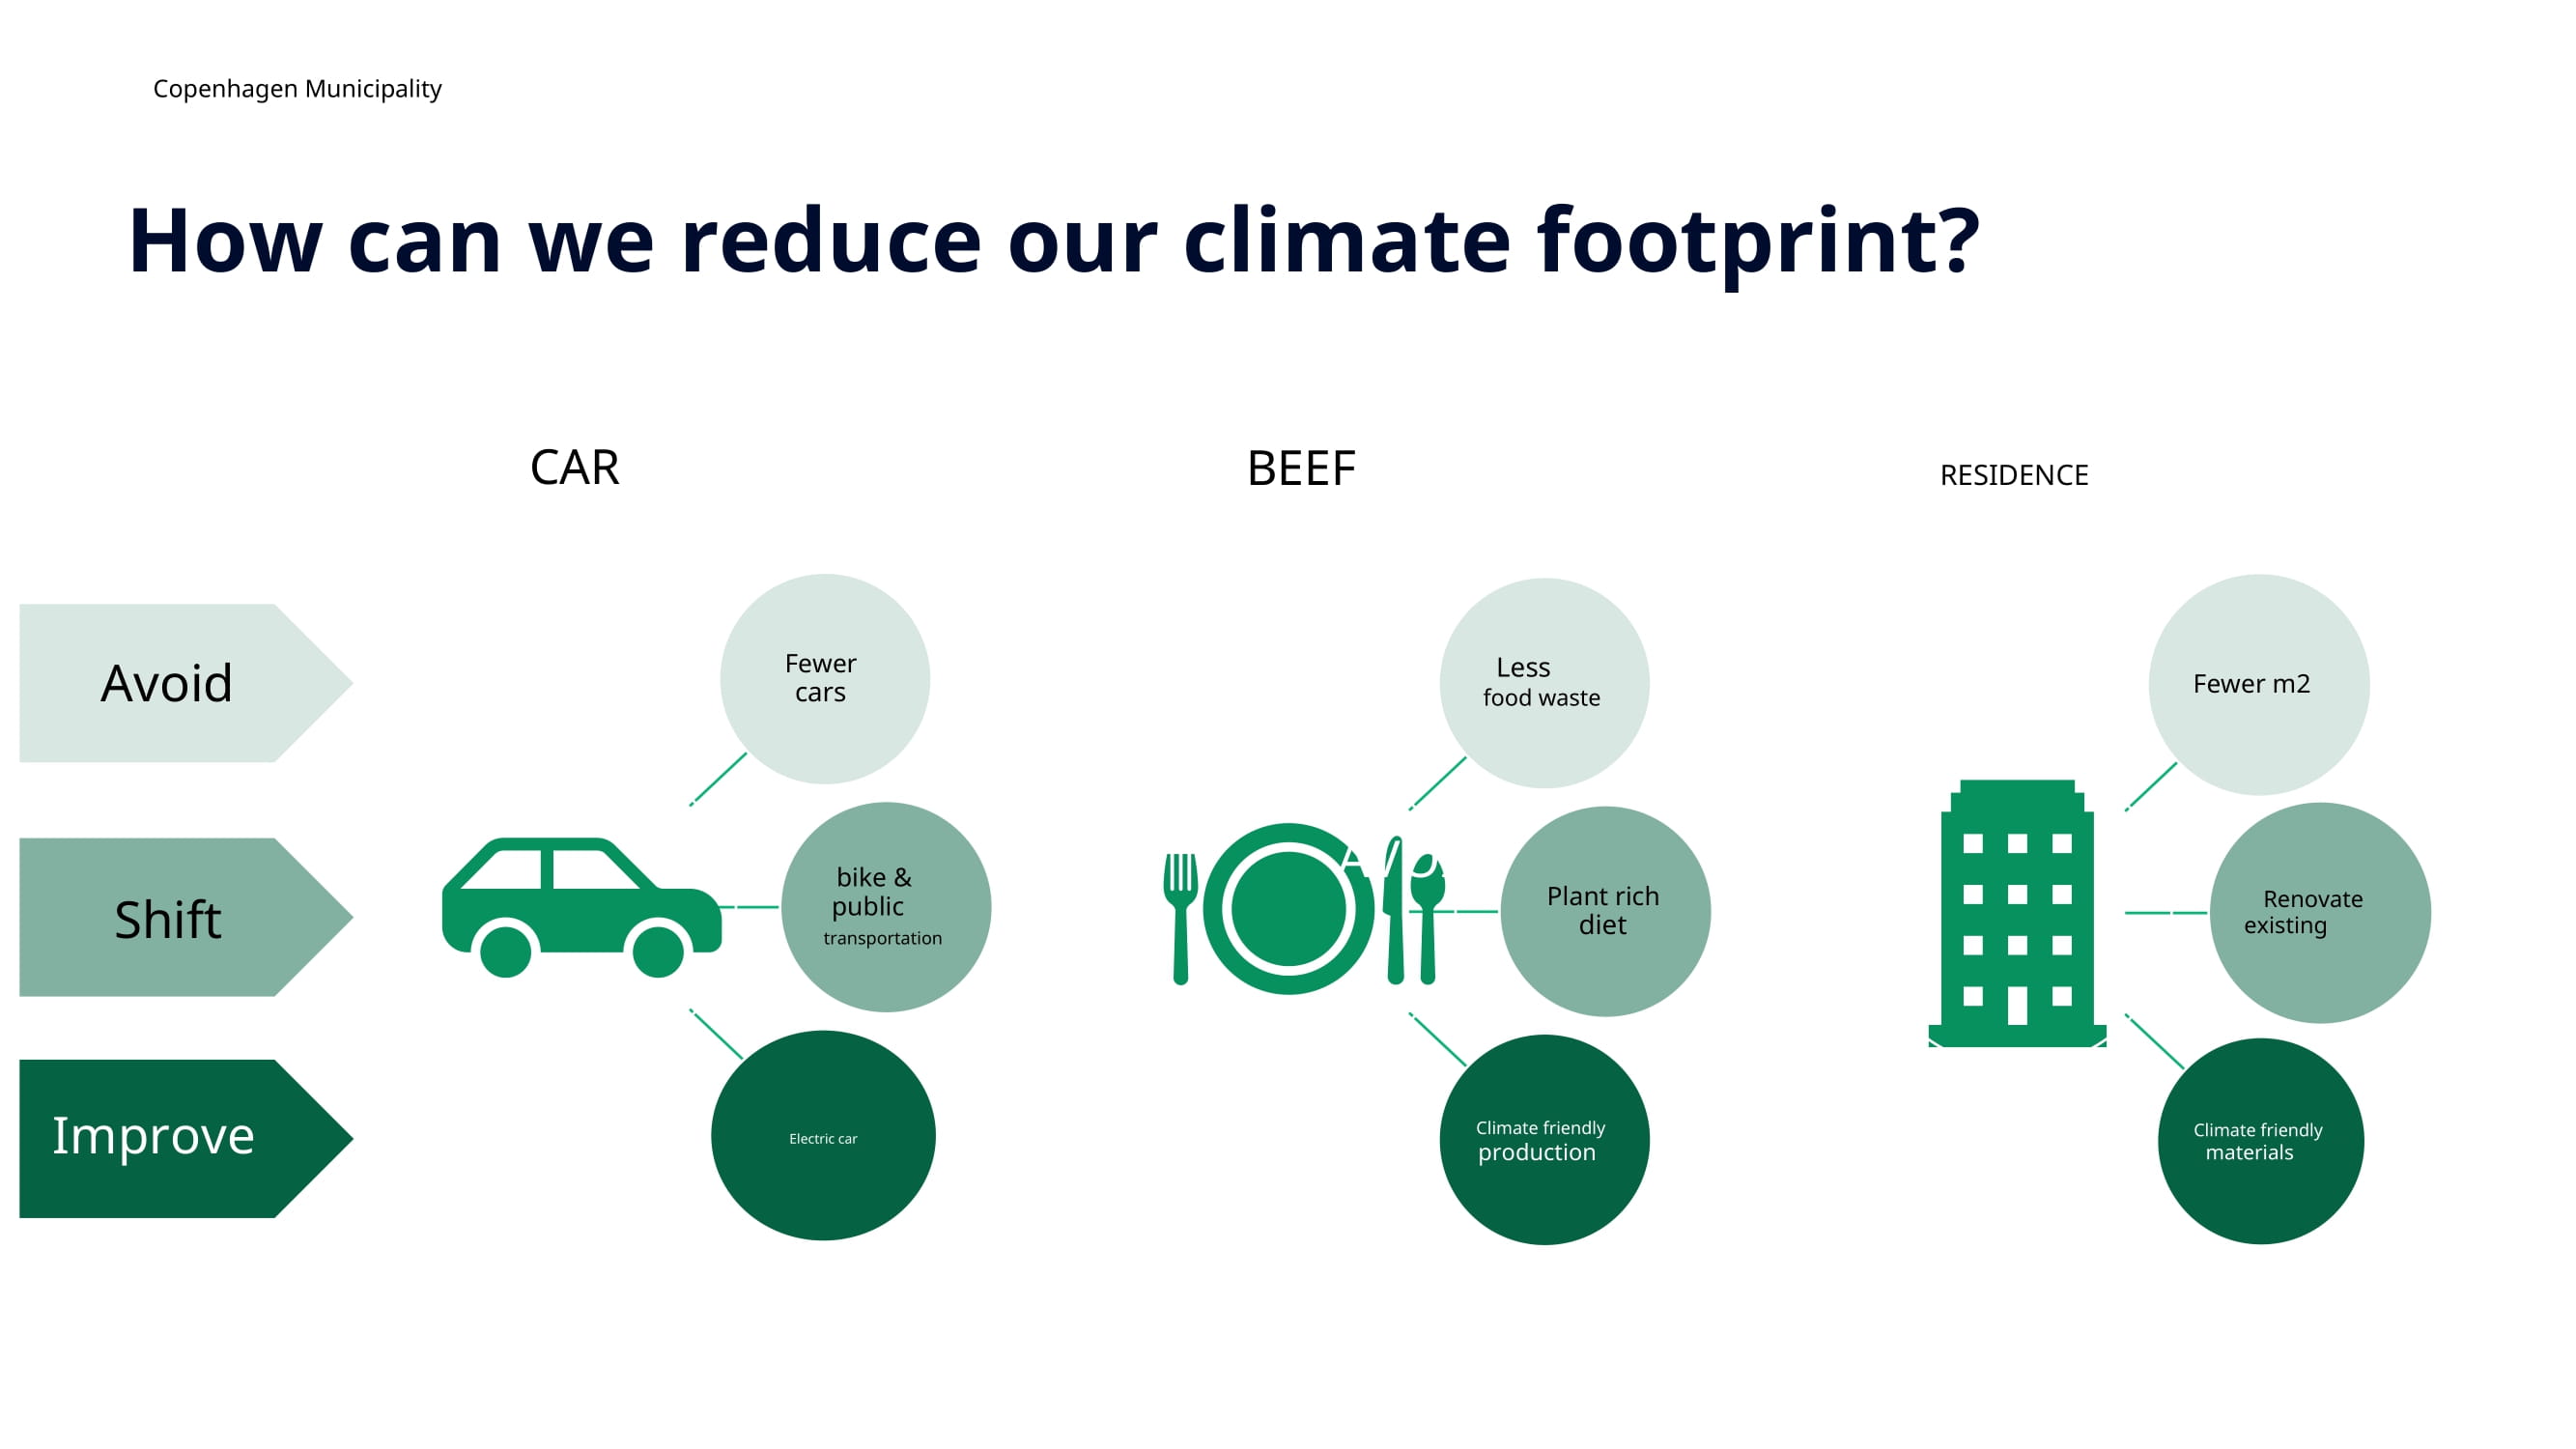 Copenhagen Municipality
How can we reduce our climate footprint?
CAR
BEEF
RESIDENCE
Avoid
Shift
Improve
Fewer
cars
bike &
public
transportation
Electric car
Less
food waste
Plant rich
diet
Climate friendly
production
Fewer m2
Renovate
existing
Climate friendly
materials